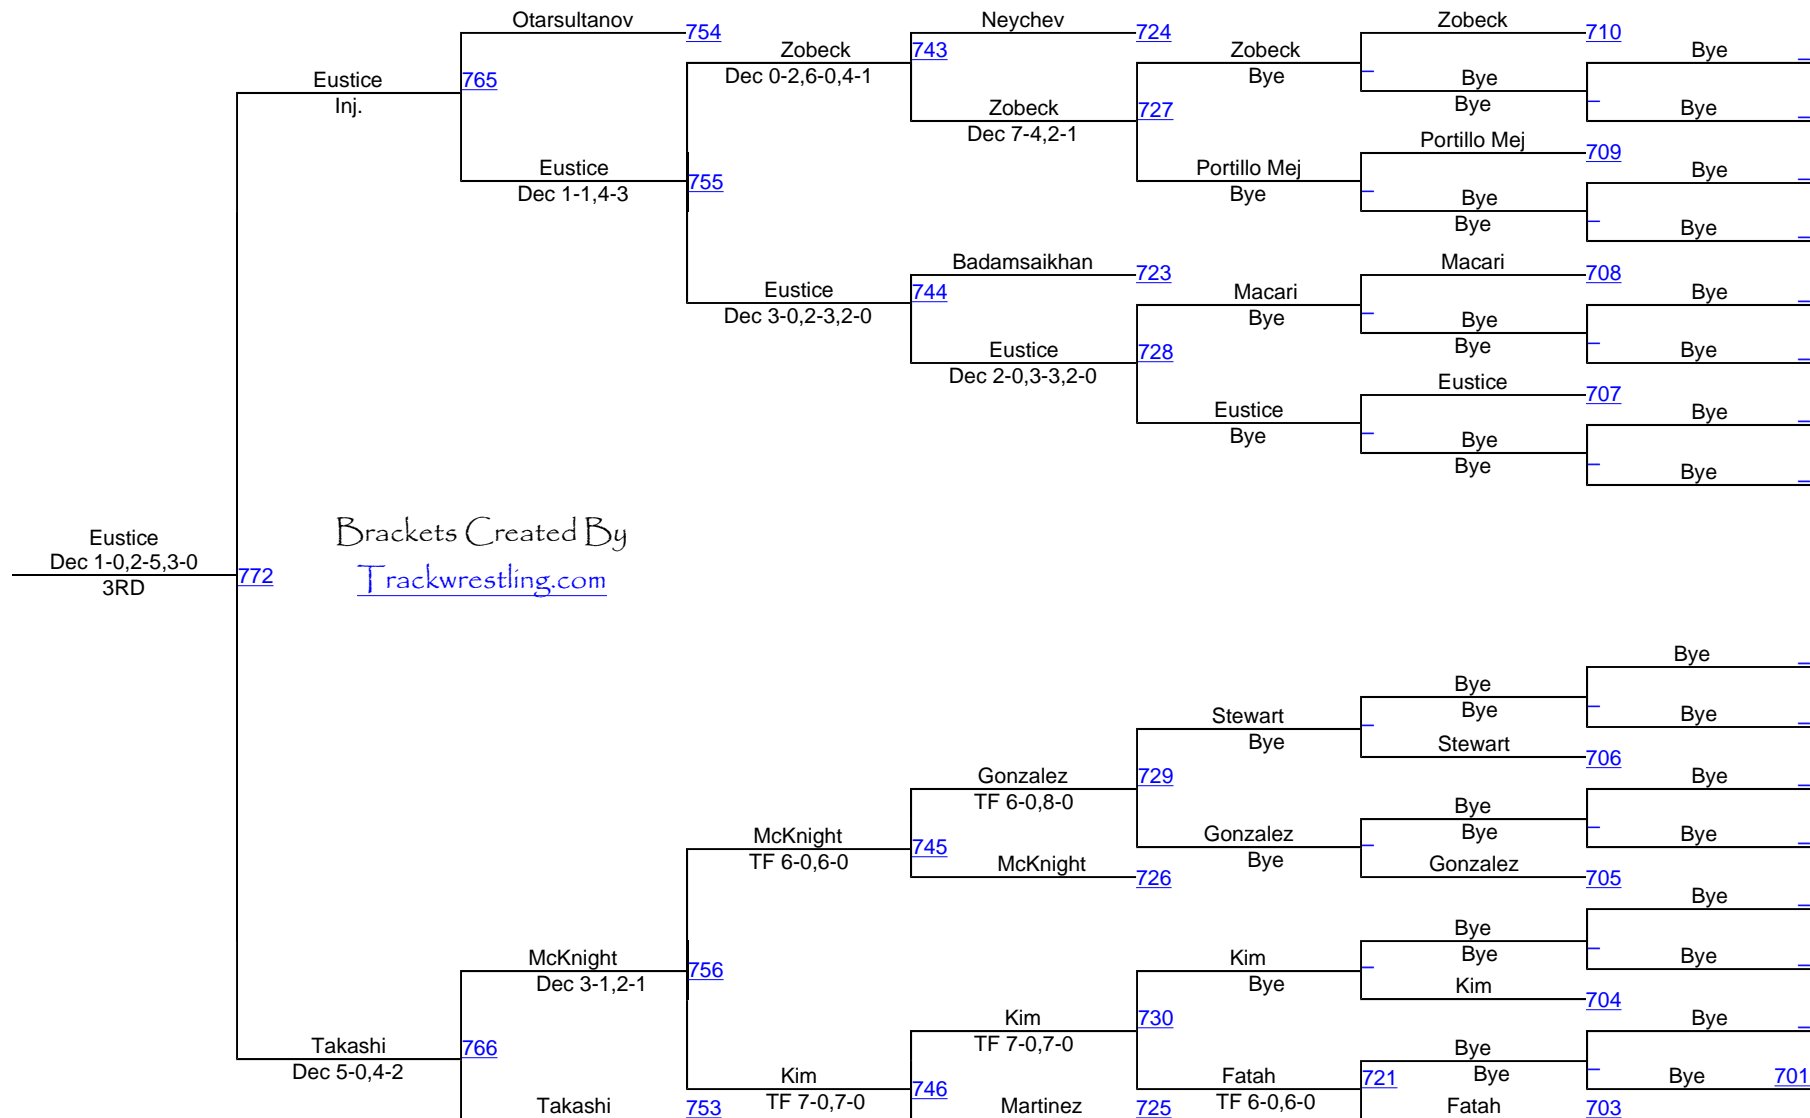 Otarsultanov
754
Neychev
724
Zobeck
710
Zobeck
Dec 0-2,6-0,4-1
743
Zobeck
Bye
Bye
Eustice
Inj.
765
Bye
Bye
Bye
Zobeck
Dec 7-4,2-1
727
Portillo Mej
709
Eustice
Dec 1-1,4-3
755
Portillo Mej
Bye
Bye
Bye
Bye
Bye
Badamsaikhan
723
Macari
708
Eustice
Dec 3-0,2-3,2-0
744
Macari
Bye
Bye
Bye
Bye
Bye
Eustice
Dec 2-0,3-3,2-0
728
Eustice
707
Eustice
Bye
Bye
Bye
Bye
Bye
Eustice
Dec 1-0,2-5,3-0
3RD
772
Brackets Created By
Trackwrestling.com
Bye
Bye
Bye
Bye
Stewart
Bye
Stewart
706
Gonzalez
TF 6-0,8-0
729
Bye
Bye
Bye
Bye
McKnight
TF 6-0,6-0
745
Gonzalez
Bye
McKnight
726
Gonzalez
705
Bye
Bye
Bye
Bye
McKnight
Dec 3-1,2-1
756
Kim
Bye
Kim
704
Kim
TF 7-0,7-0
730
Bye
Takashi
Dec 5-0,4-2
766
Bye
Bye
Kim
TF 7-0,7-0
746
Fatah
TF 6-0,6-0
721
Bye
701
Takashi
753
Martinez
725
Fatah
703